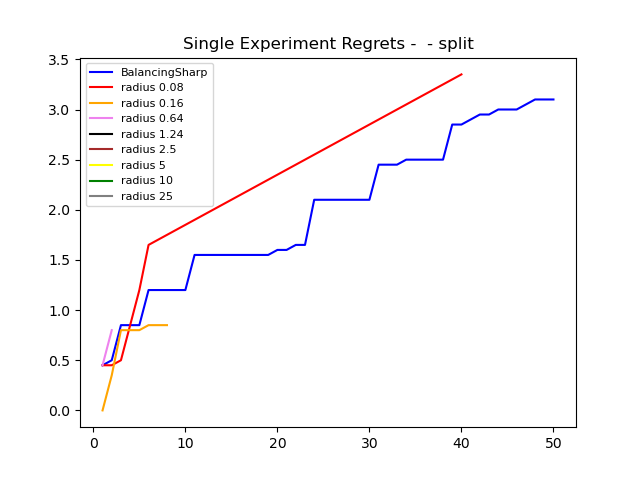 Single Experiment Regrets -  - split
3.5
3.0
2.5
2.0
1.5
1.0
0.5
0.0
BalancingSharp
radius 0.08
radius 0.16
radius 0.64
radius 1.24
radius 2.5
radius 5
radius 10
radius 25
0 10 20 30 40 50